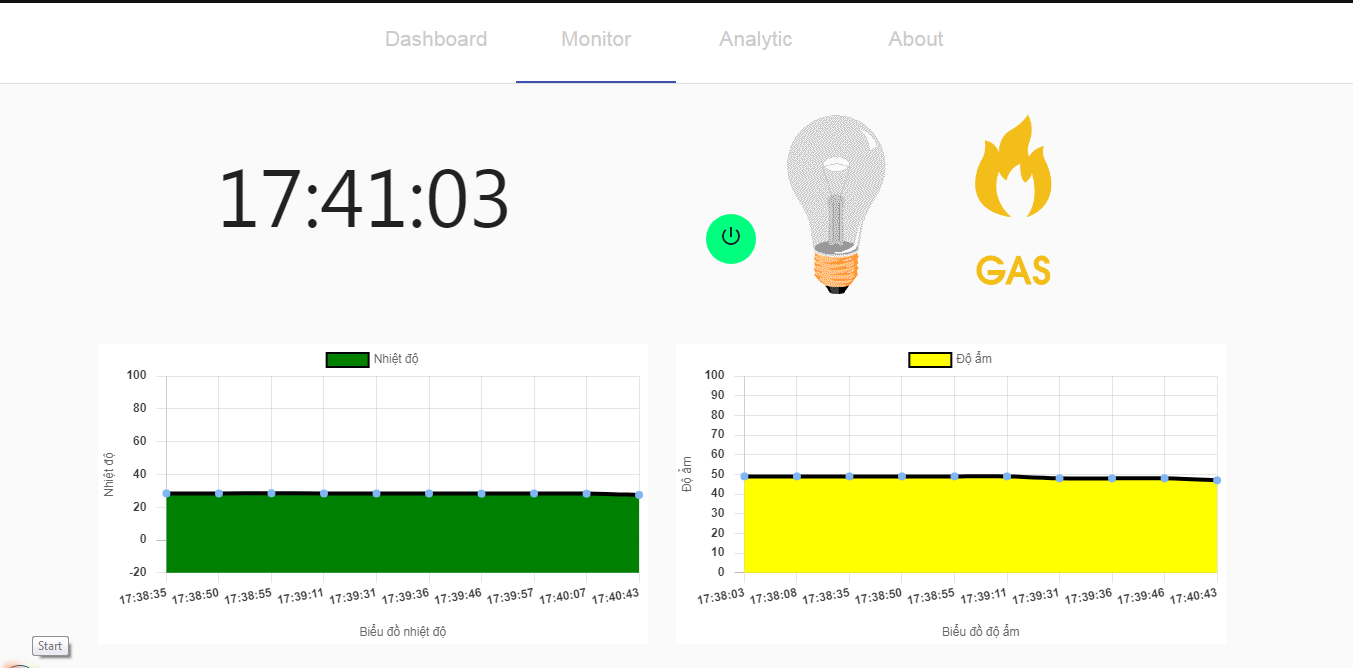 Dashboard Monitor Analytic About
17:41:03
GAS
Nhiệt độ
100
80
60
40
20
0
-20
Nhiệt độ
17:38:35 17:38:50 17:38:55 17:39:11 17:39:31 17:39:36 17:39:46 17:39:57 17:40:07 17:40:43
Biểu đồ nhiệt độ
Độ ẩm
100
90
80
70
60
50
40
30
20
10
0
Độ ẩm
17:38:03 17:38:08 17:38:35 17:38:50 17:38:55 17:39:11 17:39:31 17:39:36 17:39:46 17:40:43
Biểu đồ độ ẩm
Start